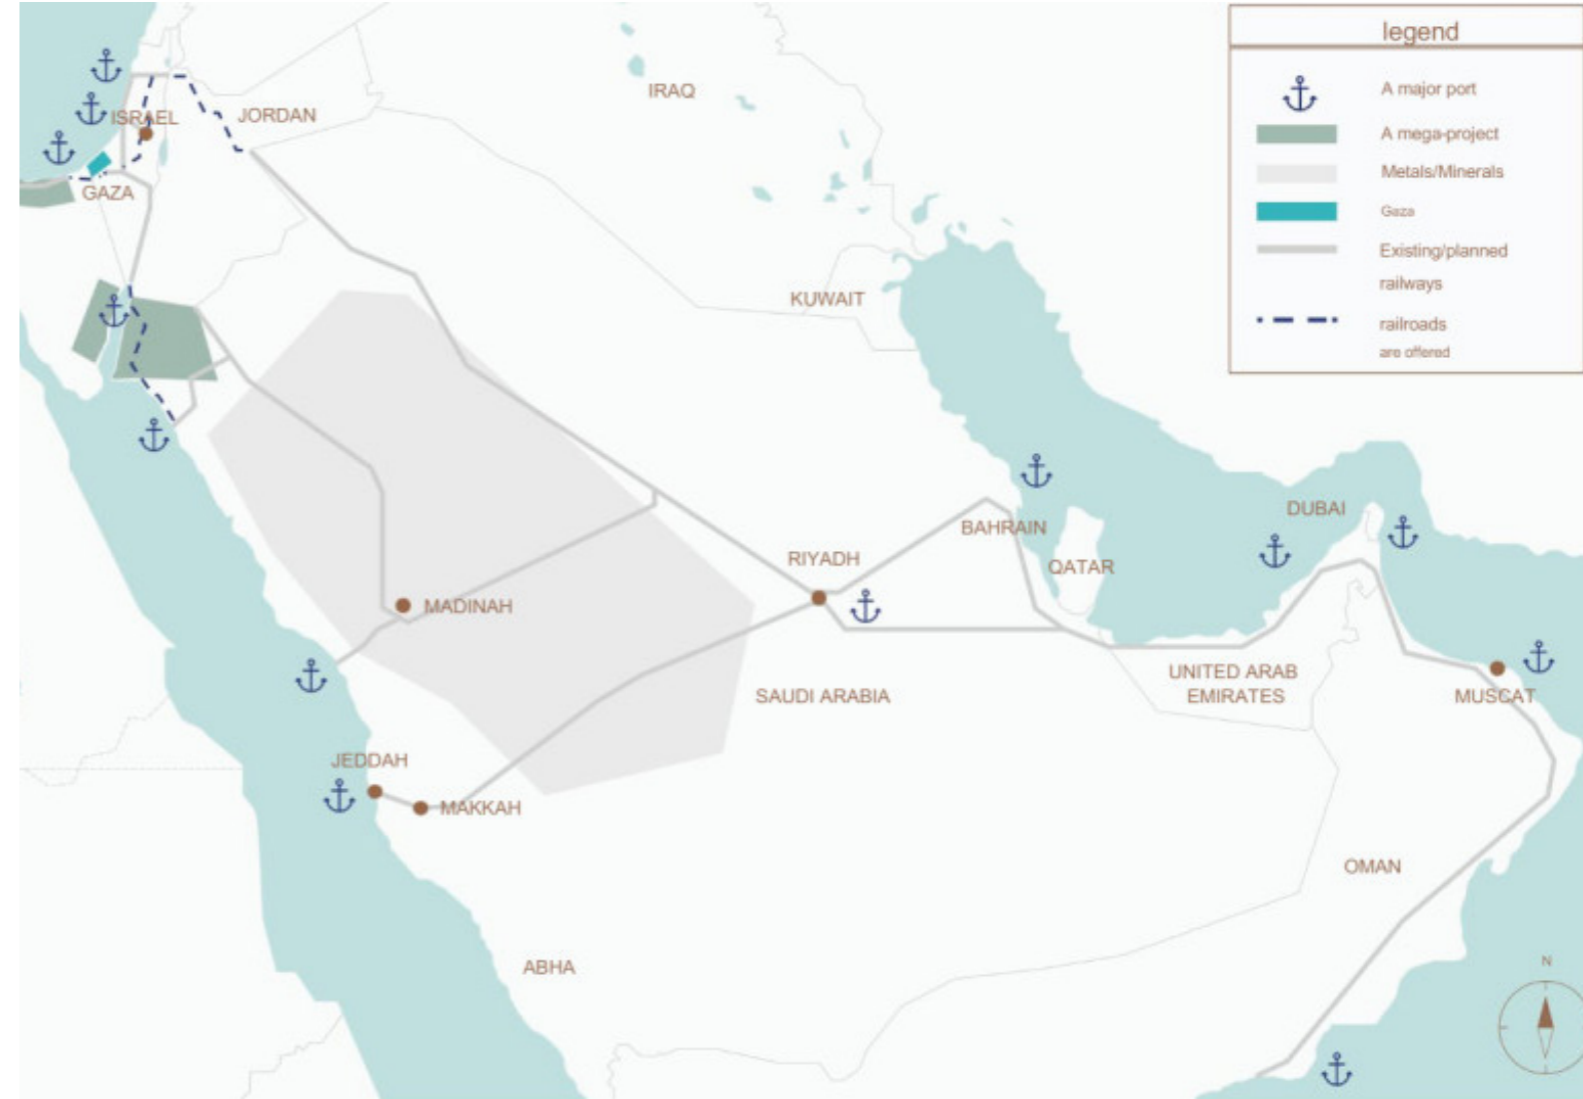 legend
A major port
A mega-project
Metals/Minerals
Gaza
Existing/planned
railways
railroads
are offered
IRAQ
ISRAEL
JORDAN
GAZA
KUWAIT
DUBAI
BAHRAIN
RIYADH
QATAR
MADINAH
UNITED ARAB
EMIRATES
SAUDI ARABIA
MUSCAT
JEDDAH
MAKKAH
OMAN
ABHA
N